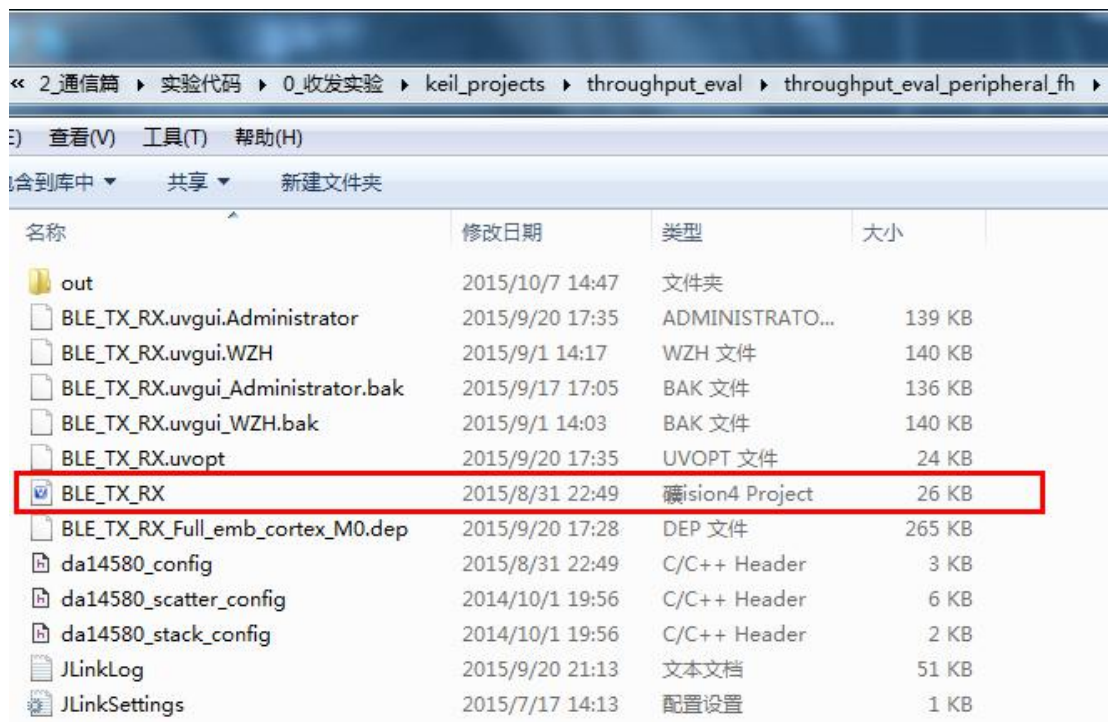 « 2_通信篇 ▸ 实验代码 ▸ 0_收发实验 ▸ keil_projects ▸ throughput_eval ▸ throughput_eval_peripheral_fh ▸
E) 查看(V) 工具(T) 帮助(H)
含到库中 ▾ 共享 ▾ 新建文件夹
名称 修改日期 类型 大小
out 2015/10/7 14:47 文件夹
BLE_TX_RX.uvgui.Administrator 2015/9/20 17:35 ADMINISTRATO... 139 KB
BLE_TX_RX.uvgui.WZH 2015/9/1 14:17 WZH 文件 140 KB
BLE_TX_RX.uvgui_Administrator.bak 2015/9/17 17:05 BAK 文件 136 KB
BLE_TX_RX.uvgui_WZH.bak 2015/9/1 14:03 BAK 文件 140 KB
BLE_TX_RX.uvopt 2015/9/20 17:35 UVOPT 文件 24 KB
BLE_TX_RX 2015/8/31 22:49 礦ision4 Project 26 KB
BLE_TX_RX_Full_emb_cortex_M0.dep 2015/9/20 17:28 DEP 文件 265 KB
da14580_config 2015/8/31 22:49 C/C++ Header 3 KB
da14580_scatter_config 2014/10/1 19:56 C/C++ Header 6 KB
da14580_stack_config 2014/10/1 19:56 C/C++ Header 2 KB
JLinkLog 2015/9/20 21:13 文本文档 51 KB
JLinkSettings 2015/7/17 14:13 配置设置 1 KB